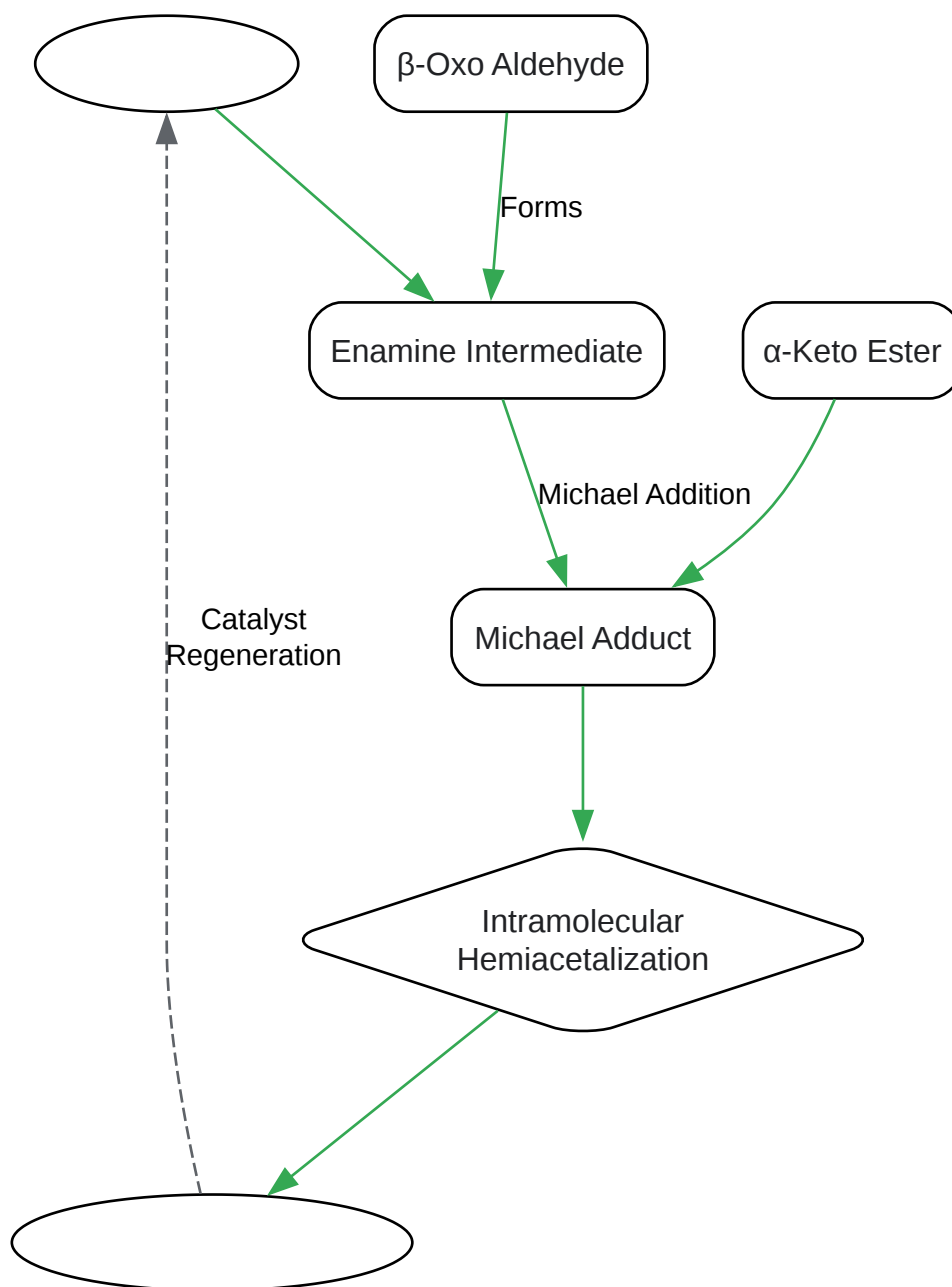 β-Oxo Aldehyde
Forms
Enamine Intermediate
α-Keto Ester
Michael Addition
Catalyst
Regeneration
Michael Adduct
Intramolecular
Hemiacetalization